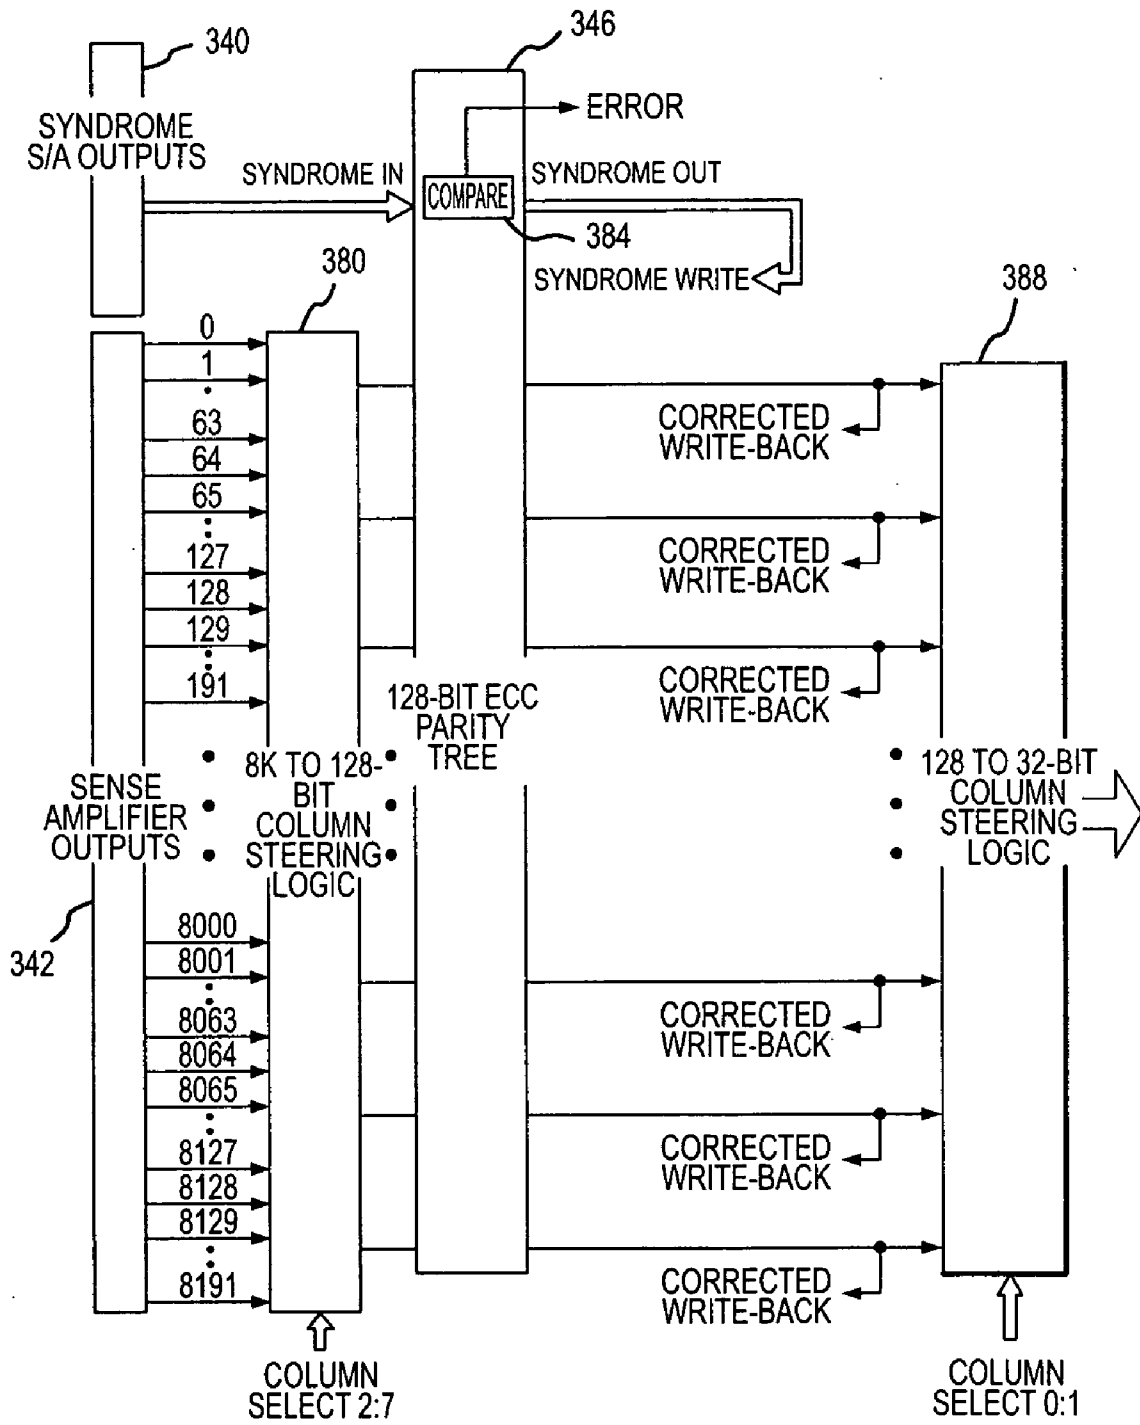 340
346
SYNDROME
S/A OUTPUTS
ERROR
SYNDROME IN
COMPARE
SYNDROME OUT
384
SYNDROME WRITE
380
388
0
1
63
64
65
127
128
129
191
CORRECTED
WRITE-BACK
CORRECTED
WRITE-BACK
CORRECTED
WRITE-BACK
128-BIT ECC
PARITY
TREE
SENSE
AMPLIFIER
OUTPUTS
8K TO 128-
BIT
COLUMN
STEERING
LOGIC
128 TO 32-BIT
COLUMN
STEERING
LOGIC
342
8000
8001
8063
8064
8065
8127
8128
8129
8191
CORRECTED
WRITE-BACK
CORRECTED
WRITE-BACK
CORRECTED
WRITE-BACK
COLUMN
SELECT 2:7
COLUMN
SELECT 0:1